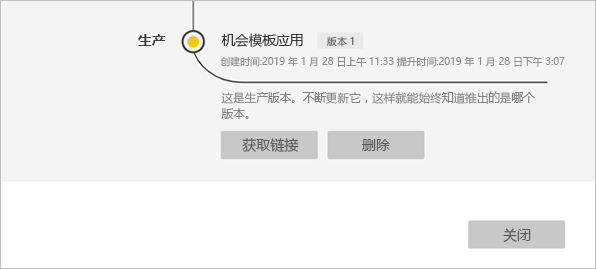 生产
机会模板应用 版本 1
创建时间:2019 年 1 月 28 日上午 11:33 提升时间:2019 年 1 月 28 日下午 3:07
这是生产版本。不断更新它，这样就能始终知道推出的是哪个
版本。
获取链接 删除
关闭